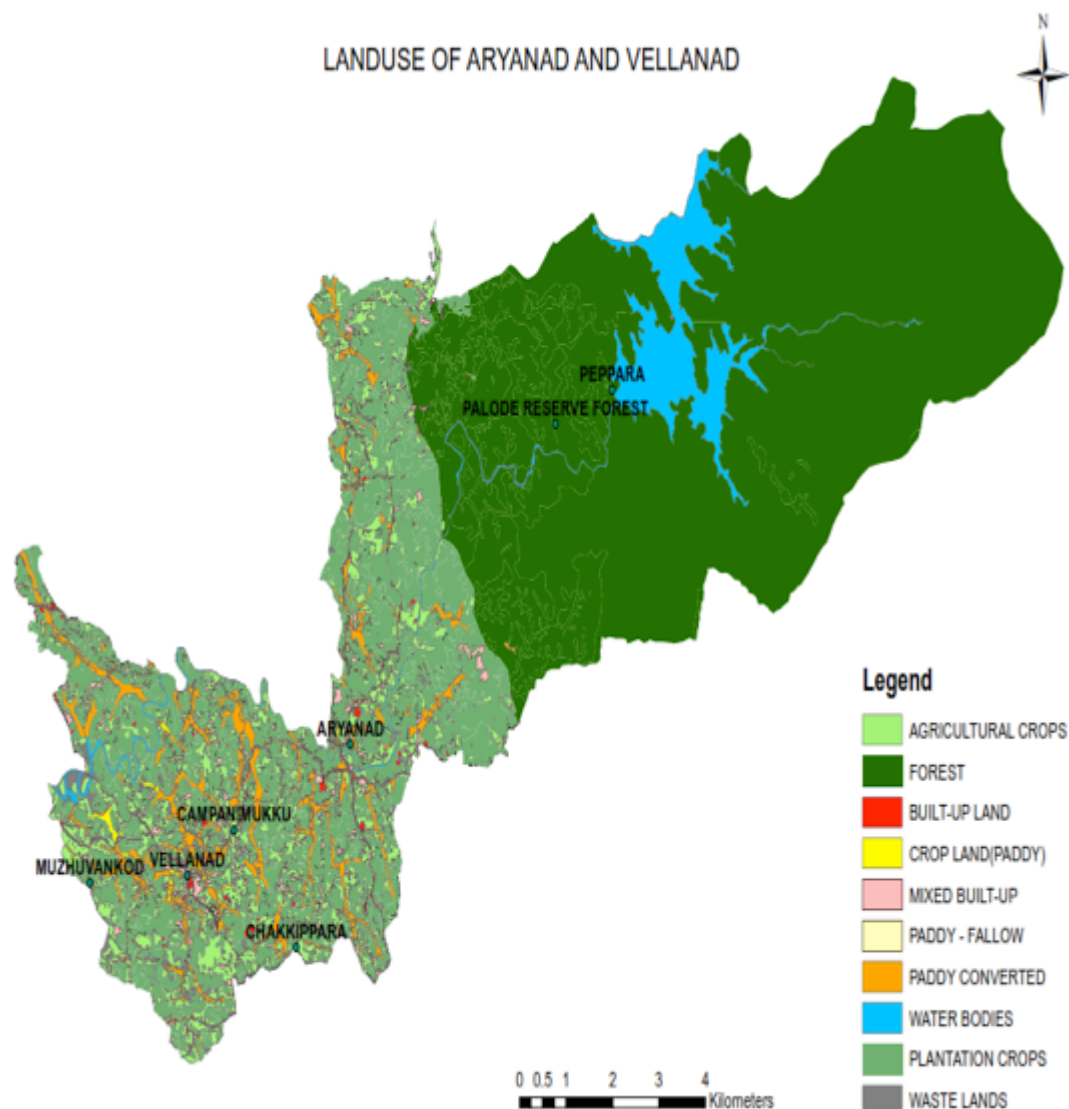 N
LANDUSE OF ARYANAD AND VELLANAD
PEPPARA
PALODE RESERVE FOREST
ARYANAD
CAMPAN MUKKU
VELLANAD
MUZHUVANKOD
CHAKKIPPARA
Legend
AGRICULTURAL CROPS
FOREST
BUILT-UP LAND
CROP LAND(PADDY)
MIXED BUILT-UP
PADDY - FALLOW
PADDY CONVERTED
WATER BODIES
PLANTATION CROPS
WASTE LANDS
0 0.5 1 2 3 4
Kilometers